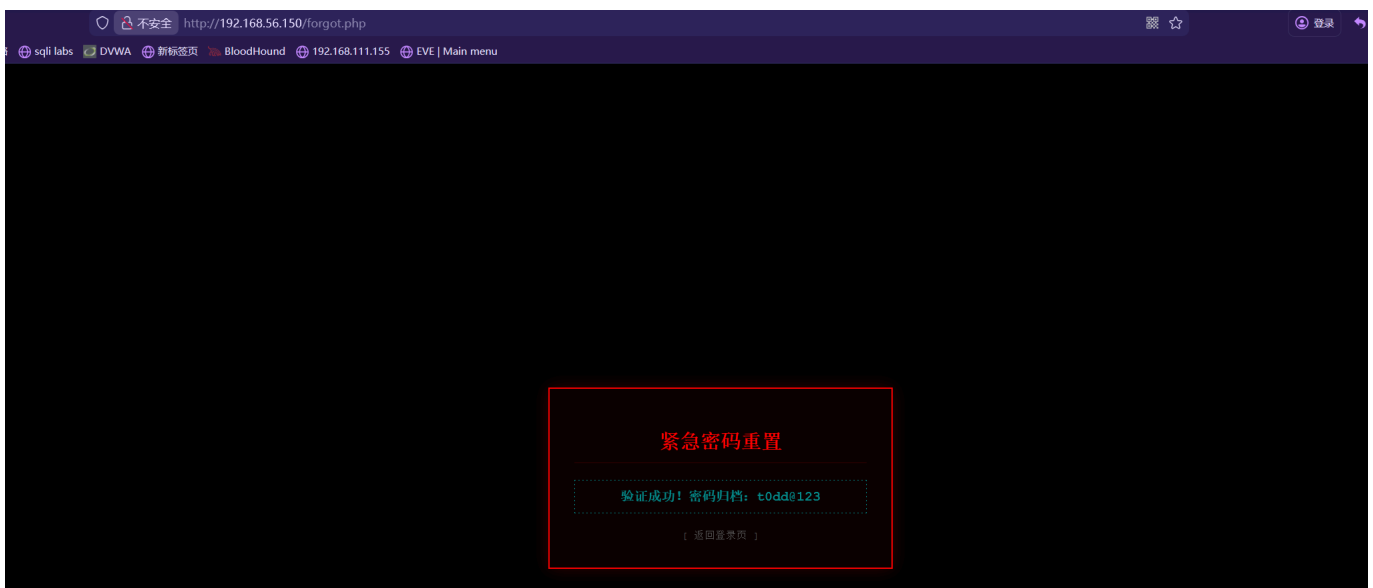 不安全 http://192.168.56.150/forgot.php 登录
sqli labs DVWA 新标签页 BloodHound 192.168.111.155 EVE | Main menu
紧急密码重置
验证成功！密码归档：t0dd@123
[ 返回登录页 ]